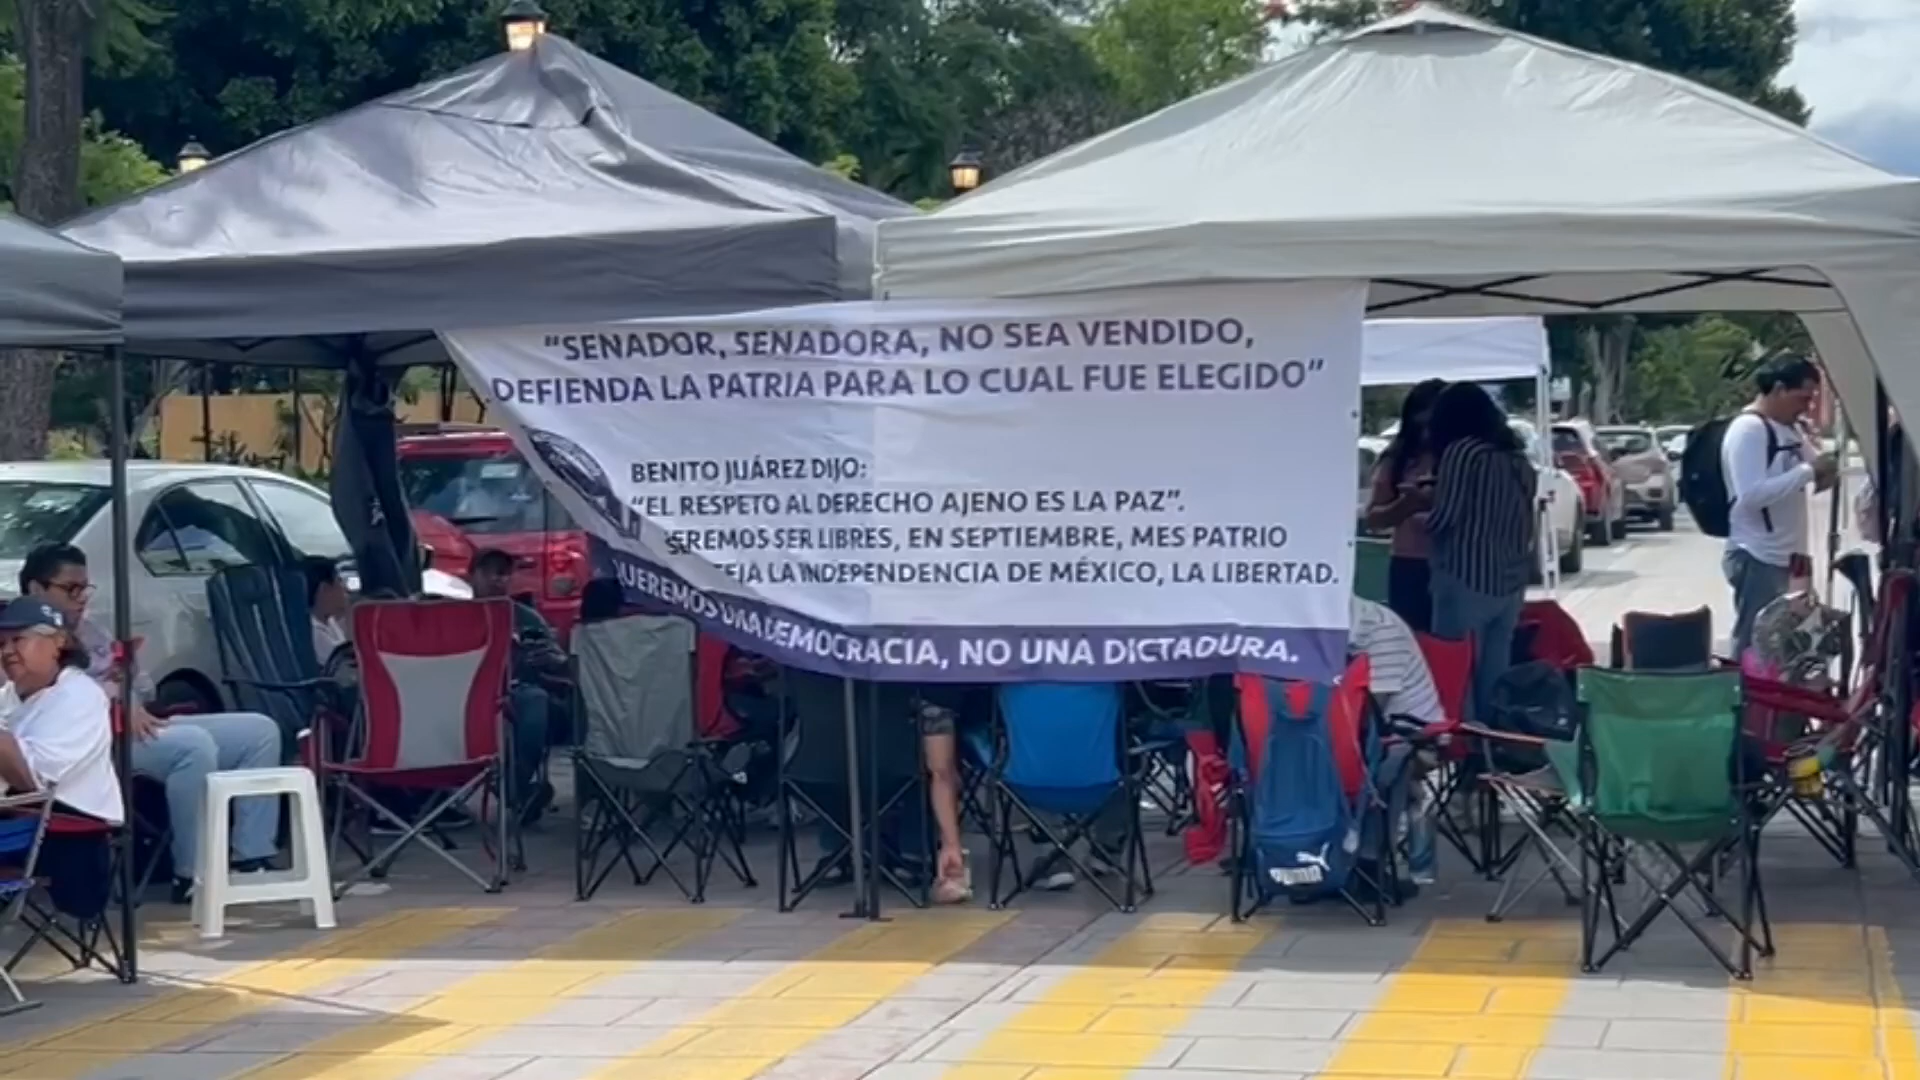 “SENADOR, SENADORA, NO SEA VENDIDO,
DEFIENDA LA PATRIA PARA LO CUAL FUE ELEGIDO”
BENITO JUÁREZ DIJO:
“EL RESPETO AL DERECHO AJENO ES LA PAZ”.
SER LIBRES, EN SEPTIEMBRE, MES PATRIO
LA INDEPENDENCIA DE MÉXICO, LA LIBERTAD.
QUEREMOS UNA DEMOCRACIA, NO UNA DICTADURA.